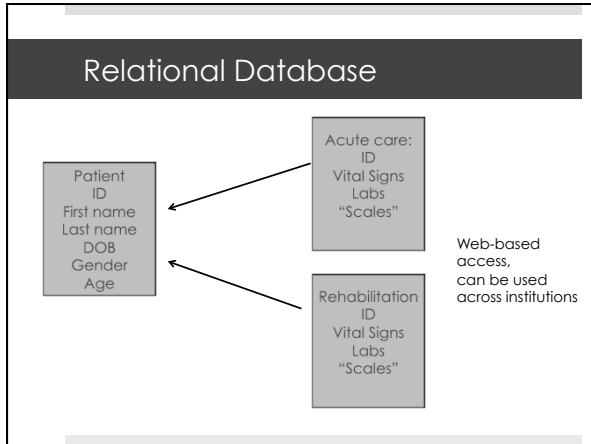 Relational Database
Patient
ID
First name
Last name
DOB
Gender
Age
Acute care:
ID
Vital Signs
Labs
“Scales”
Rehabilitation
ID
Vital Signs
Labs
“Scales”
Web-based
access,
can be used
across institutions